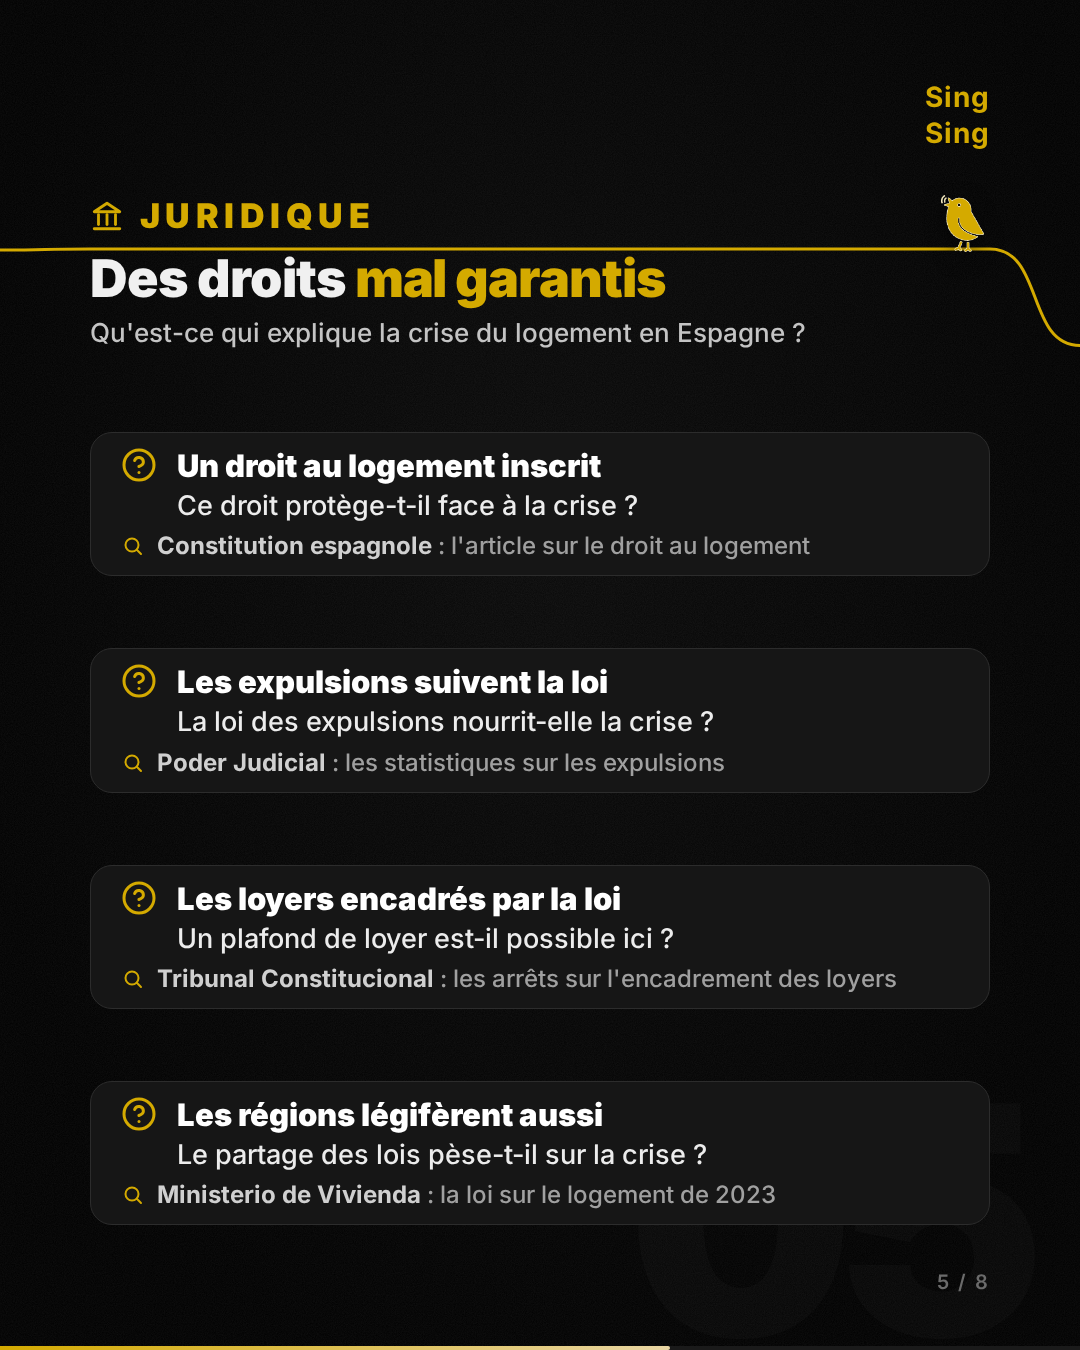 Sing
Sing
JURIDIQUE
Des droits mal garantis
Qu'est-ce qui explique la crise du logement en Espagne ?
Un droit au logement inscrit
Ce droit protège-t-il face à la crise ?
Constitution espagnole : l'article sur le droit au logement
Les expulsions suivent la loi
La loi des expulsions nourrit-elle la crise ?
Poder Judicial : les statistiques sur les expulsions
Les loyers encadrés par la loi
Un plafond de loyer est-il possible ici ?
Tribunal Constitucional : les arrêts sur l'encadrement des loyers
Les régions légifèrent aussi
Le partage des lois pèse-t-il sur la crise ?
Ministerio de Vivienda : la loi sur le logement de 2023
05
5 / 8